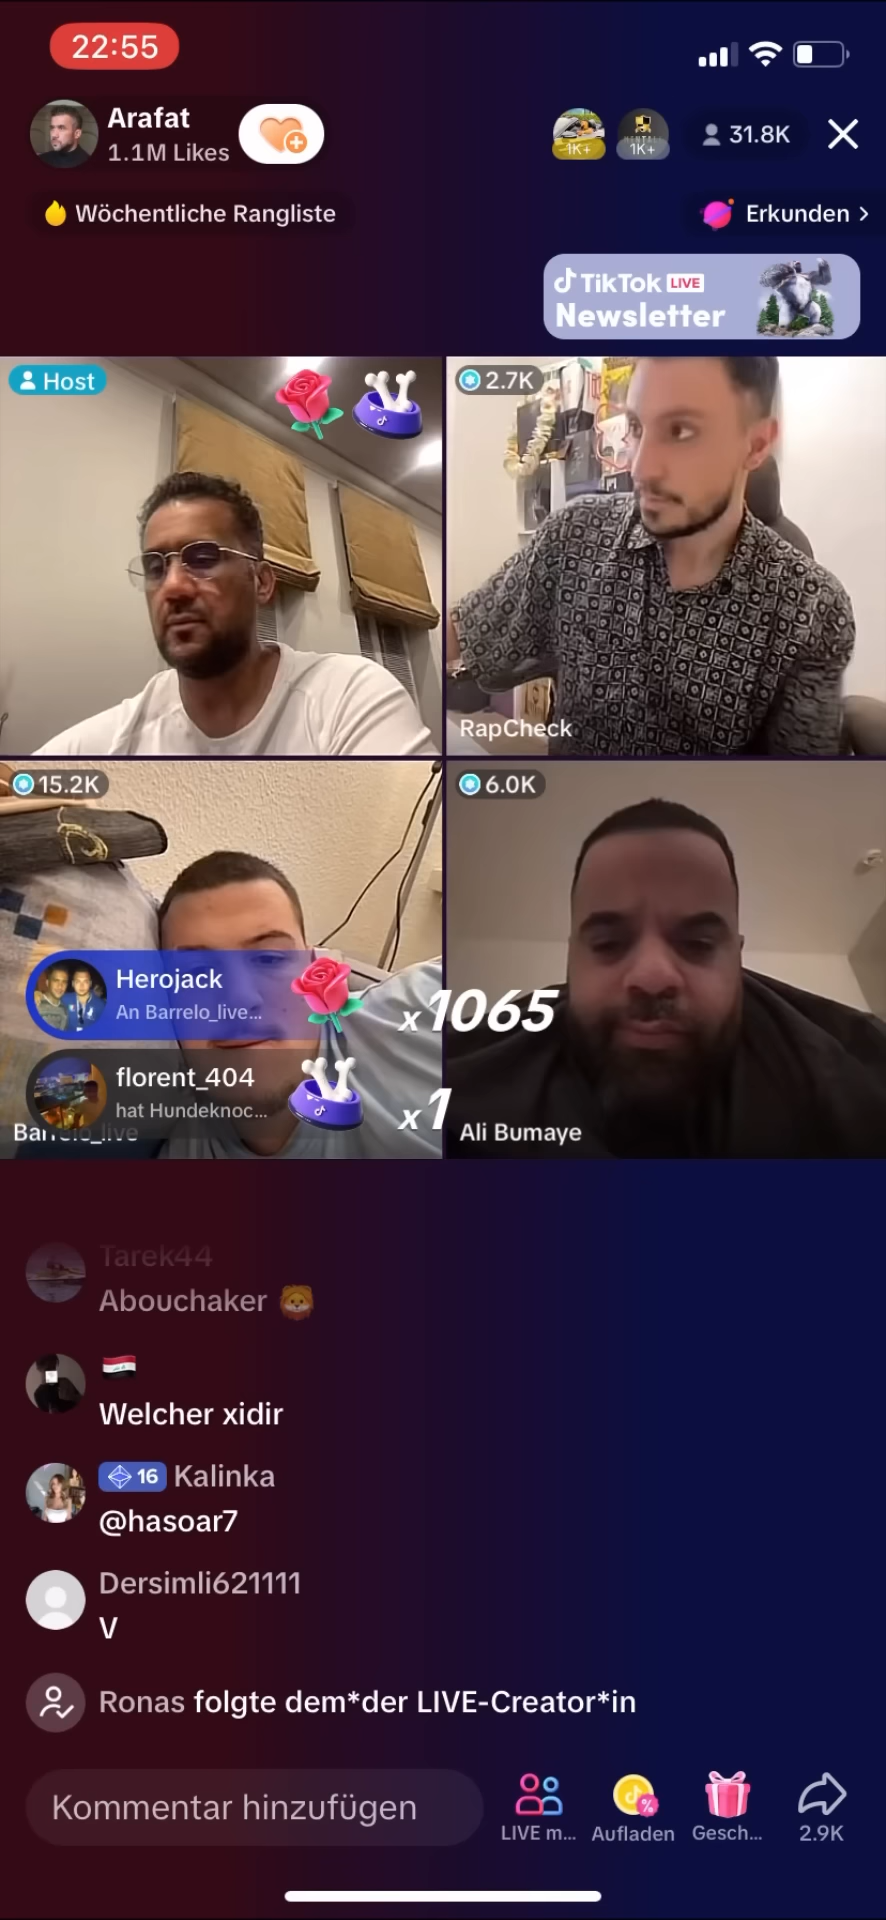 22:55
Arafat
1.1M Likes
1K+
1K+
31.8K
Wöchentliche Rangliste
Erkunden >
TikTok LIVE
Newsletter
Host
2.7K
RapCheck
15.2K
6.0K
Herojack
An Barrelo_live...
x1065
florent_404
hat Hundeknoc...
x1
Barrelo_live
Ali Bumaye
Tarek44
Abouchaker 🦁
🇮🇶
Welcher xidir
16 Kalinka
@hasoar7
Dersimli621111
V
Ronas folgte dem*der LIVE-Creator*in
Kommentar hinzufügen
LIVE m...
Aufladen
Gesch...
2.9K